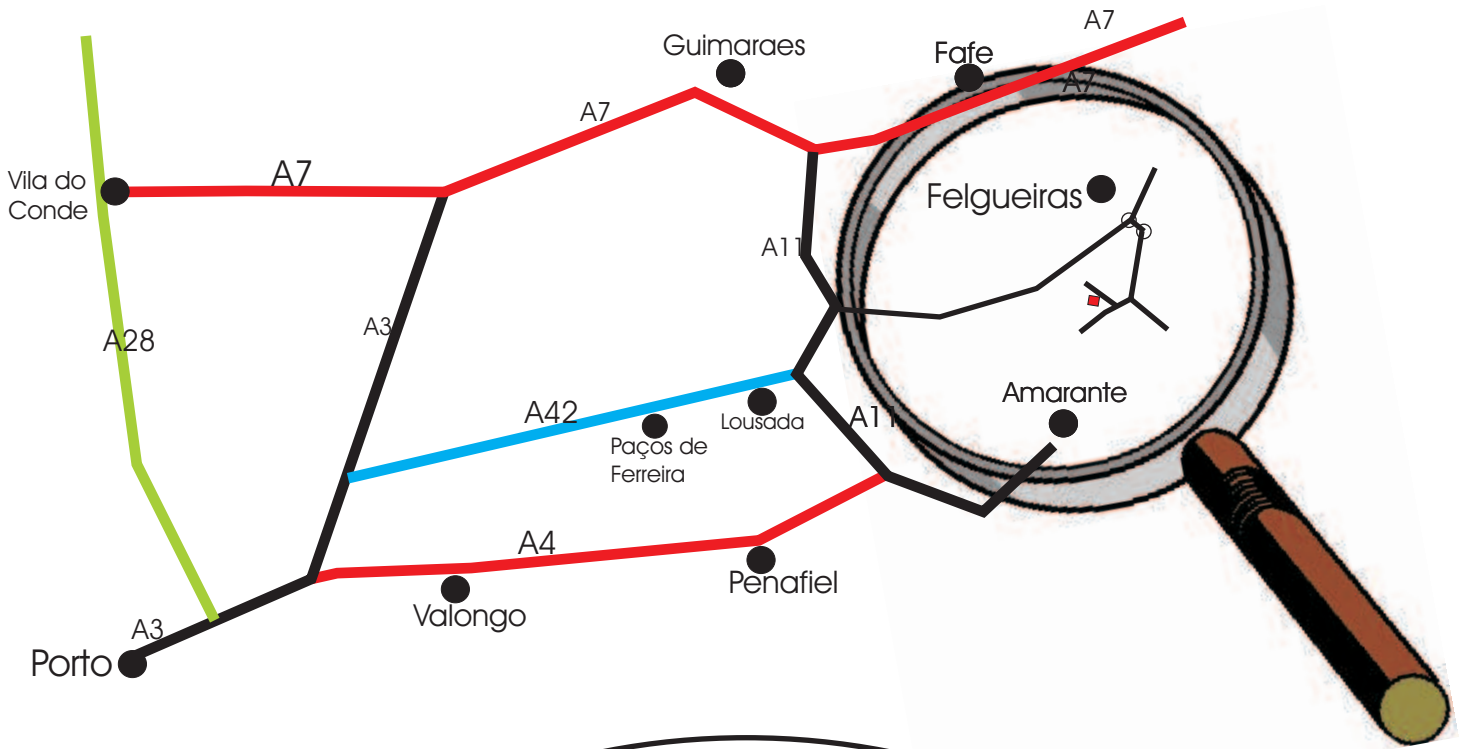 A7
Guimaraes
Fafe
A7
A7
Vila do
Conde
A7
Felgueiras
A11
A3
A28
Amarante
A42
Lousada
A11
Paços de
Ferreira
A4
Penafiel
Valongo
A3
Porto